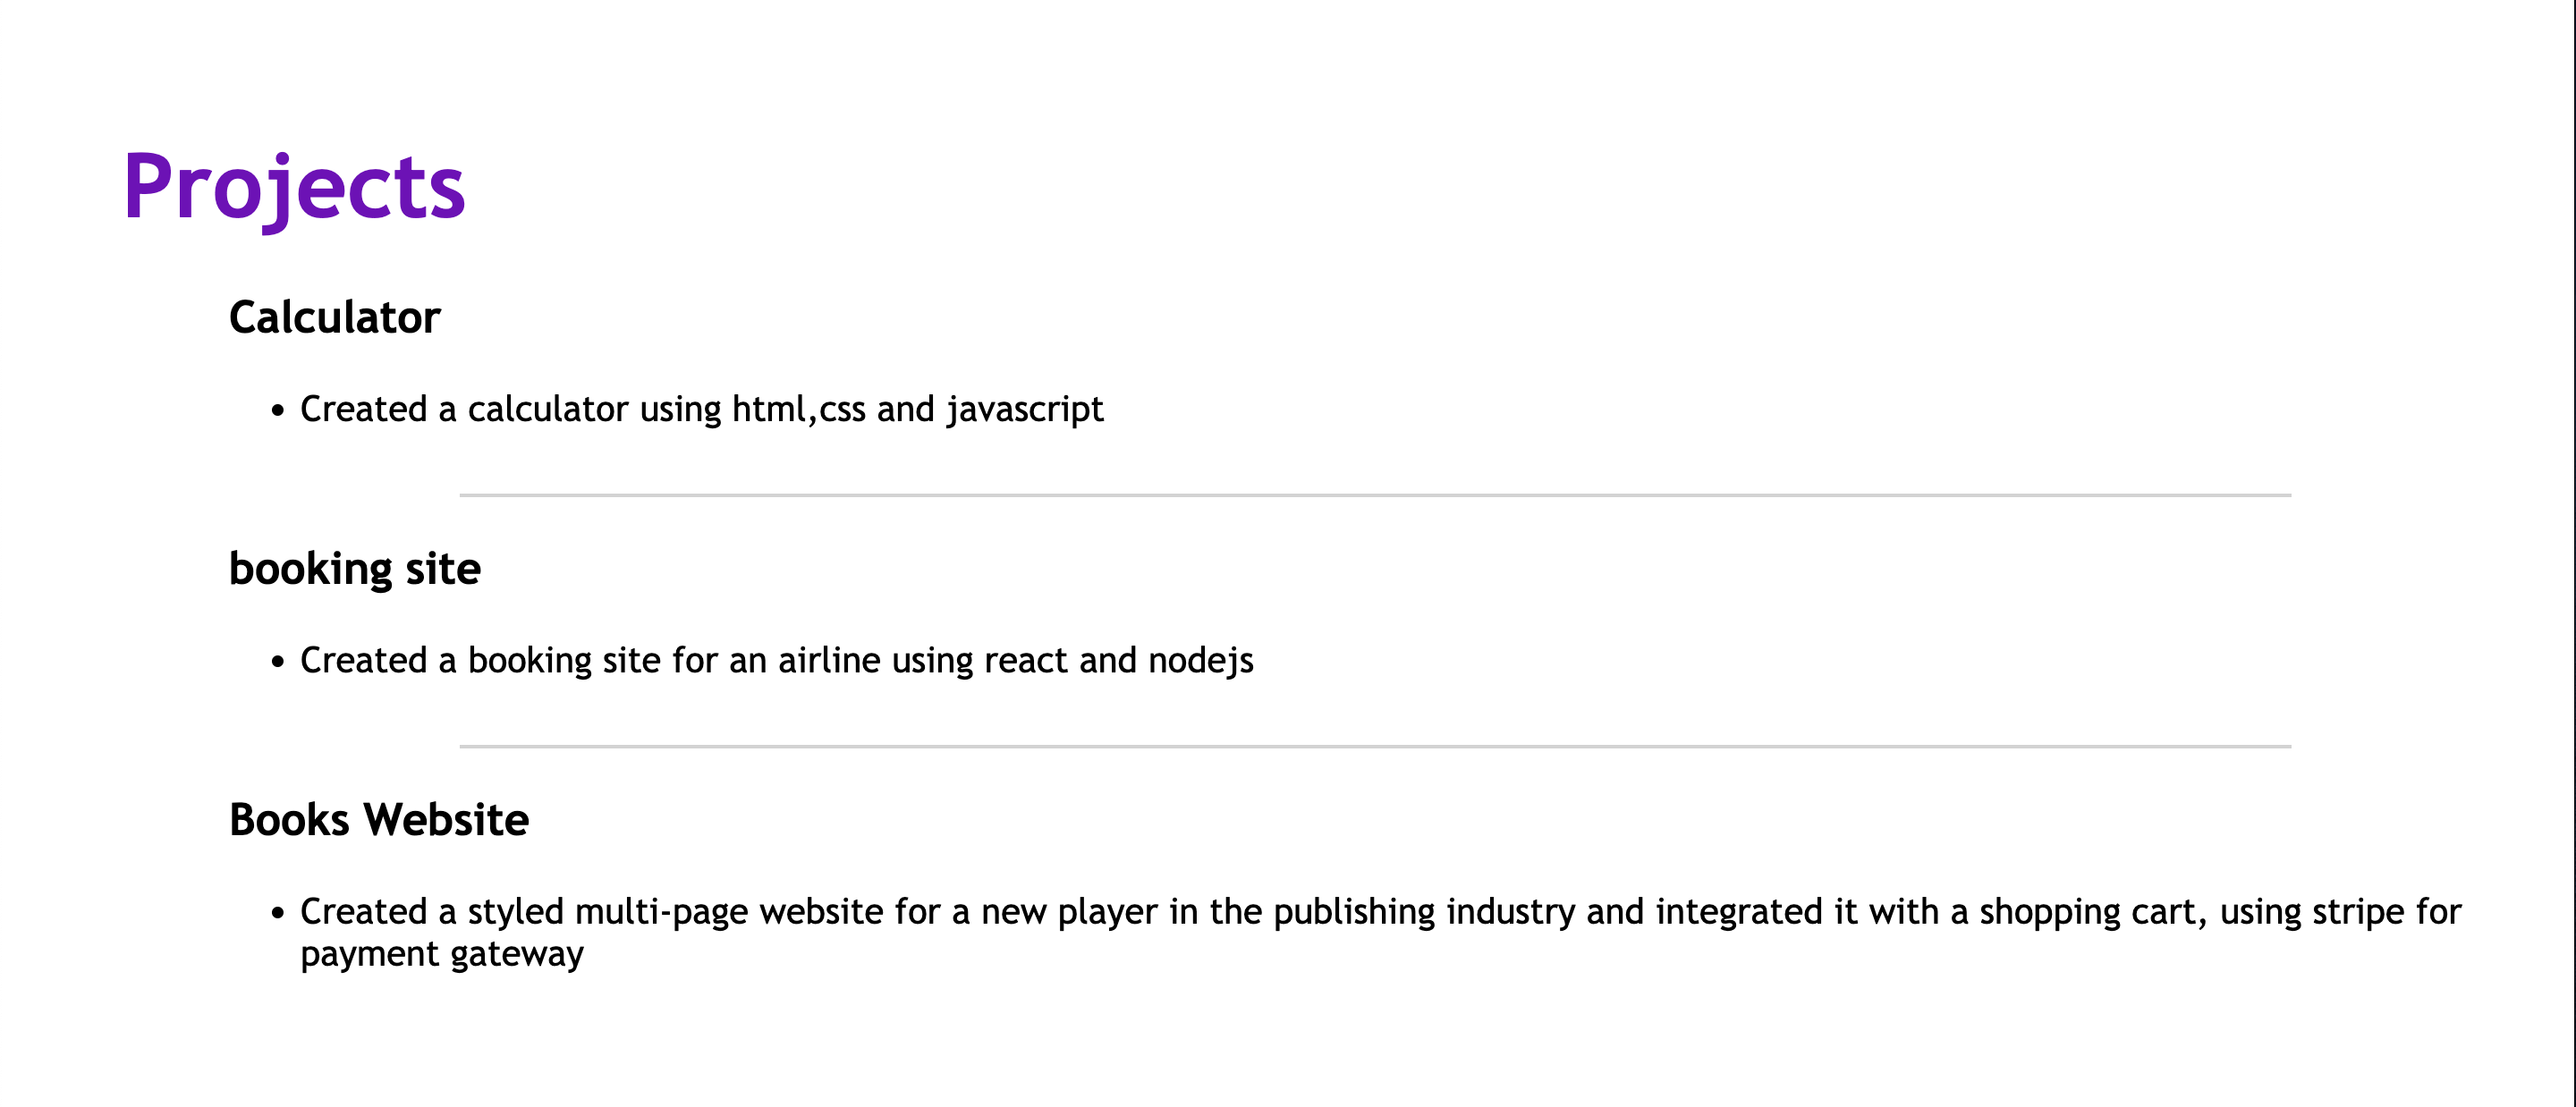 Projects
Calculator
• Created a calculator using html,css and javascript
booking site
• Created a booking site for an airline using react and nodejs
Books Website
• Created a styled multi-page website for a new player in the publishing industry and integrated it with a shopping cart, using stripe for
payment gateway